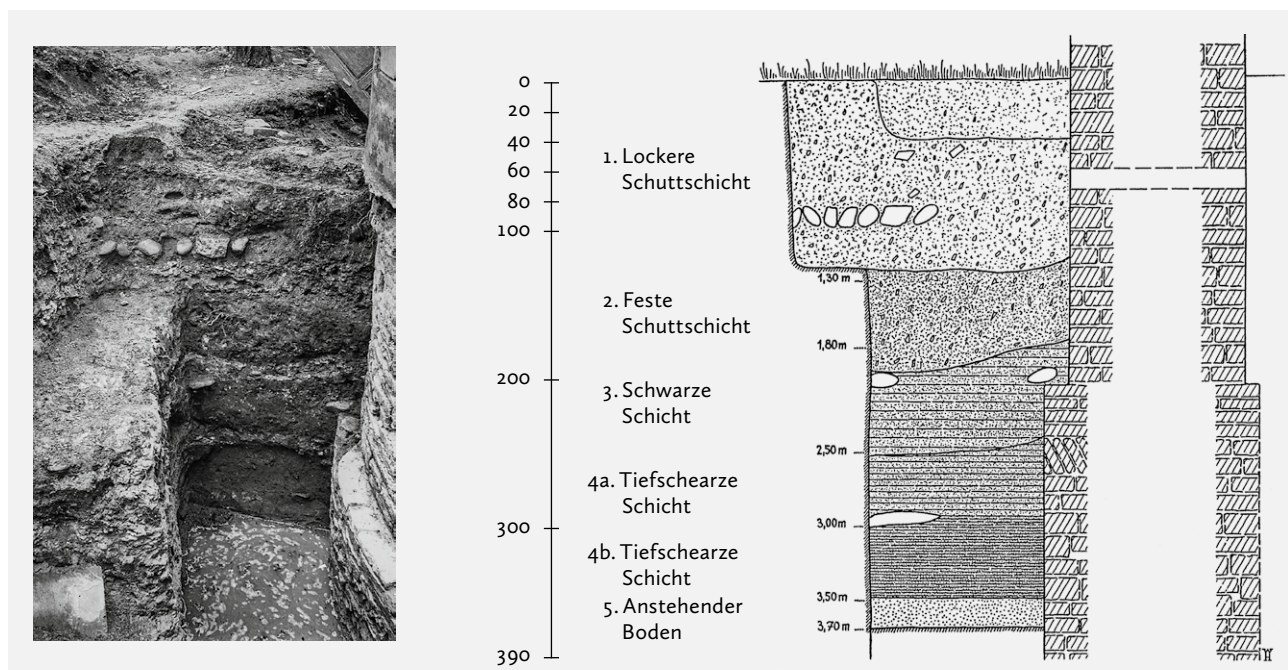 0
20
40
60
80
100
200
300
390
1. Lockere
Schuttschicht
2. Feste
Schuttschicht
3. Schwarze
Schicht
4a. Tiefschearze
Schicht
4b. Tiefschearze
Schicht
5. Anstehender
Boden
1,30 m
1,80 m
2,50 m
3,00 m
3,50 m
3,70 m